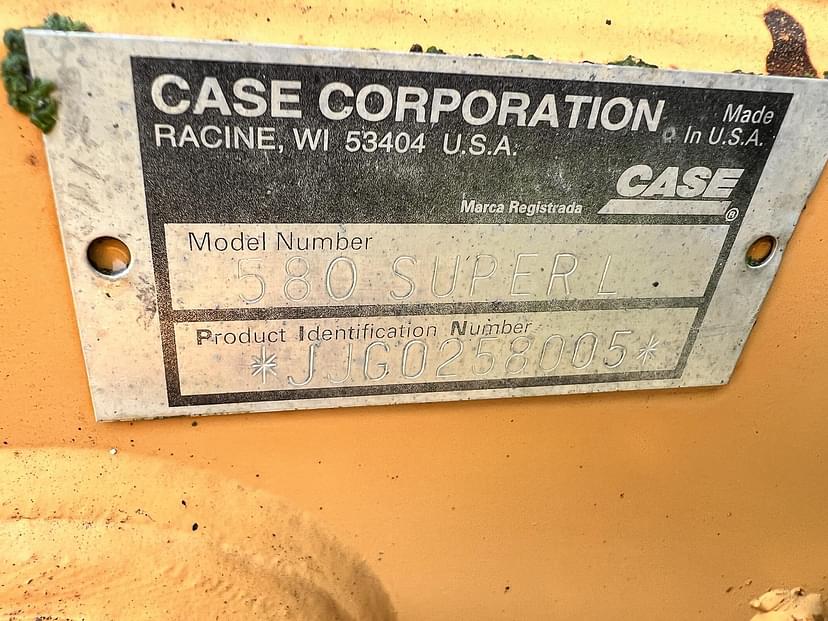 CASE CORPORATION
RACINE, WI 53404 U.S.A.
Made
In U.S.A.
CASE
Marca Registrada
®
Model Number
580 SUPER L
Product Identification Number
*JJG0258005*